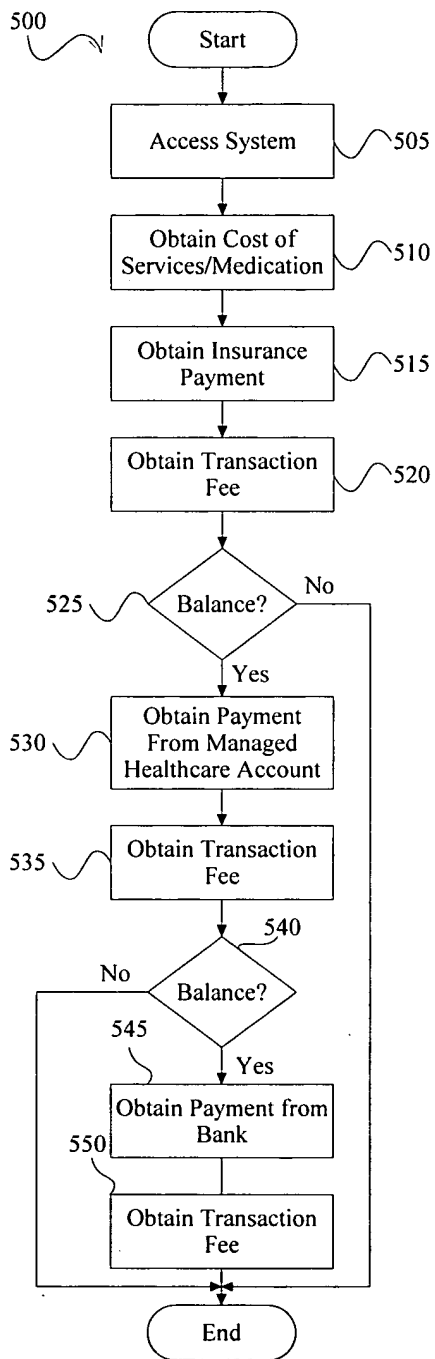 500
Start
Access System
505
Obtain Cost of
Services/Medication
510
Obtain Insurance
Payment
515
Obtain Transaction
Fee
520
525
Balance?
No
Yes
530
Obtain Payment
From Managed
Healthcare Account
535
Obtain Transaction
Fee
540
No
Balance?
545
Yes
Obtain Payment from
Bank
550
Obtain Transaction
Fee
End